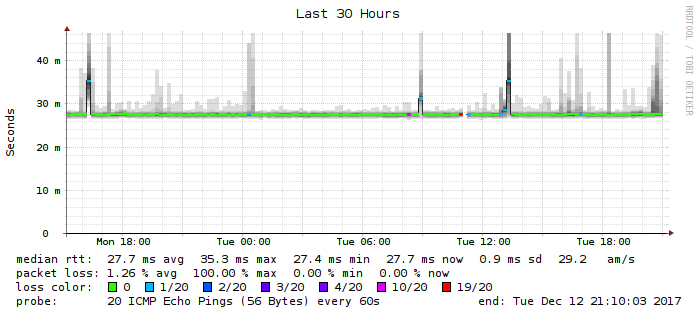 Last 30 Hours
RRDTOOL / TOBI OETIKER
Seconds
40 m
30 m
20 m
10 m
0
Mon 18:00 Tue 00:00 Tue 06:00 Tue 12:00 Tue 18:00
median rtt: 27.7 ms avg 35.3 ms max 27.4 ms min 27.7 ms now 0.9 ms sd 29.2 am/s
packet loss: 1.26 % avg 100.00 % max 0.00 % min 0.00 % now
loss color: 0 1/20 2/20 3/20 4/20 10/20 19/20
probe: 20 ICMP Echo Pings (56 Bytes) every 60s end: Tue Dec 12 21:10:03 2017